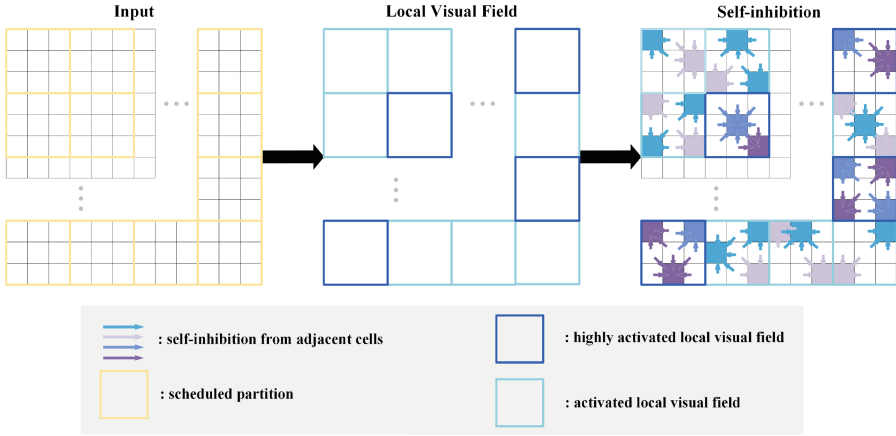 Input
Local Visual Field
Self-inhibition
: self-inhibition from adjacent cells
: highly activated local visual field
: scheduled partition
: activated local visual field